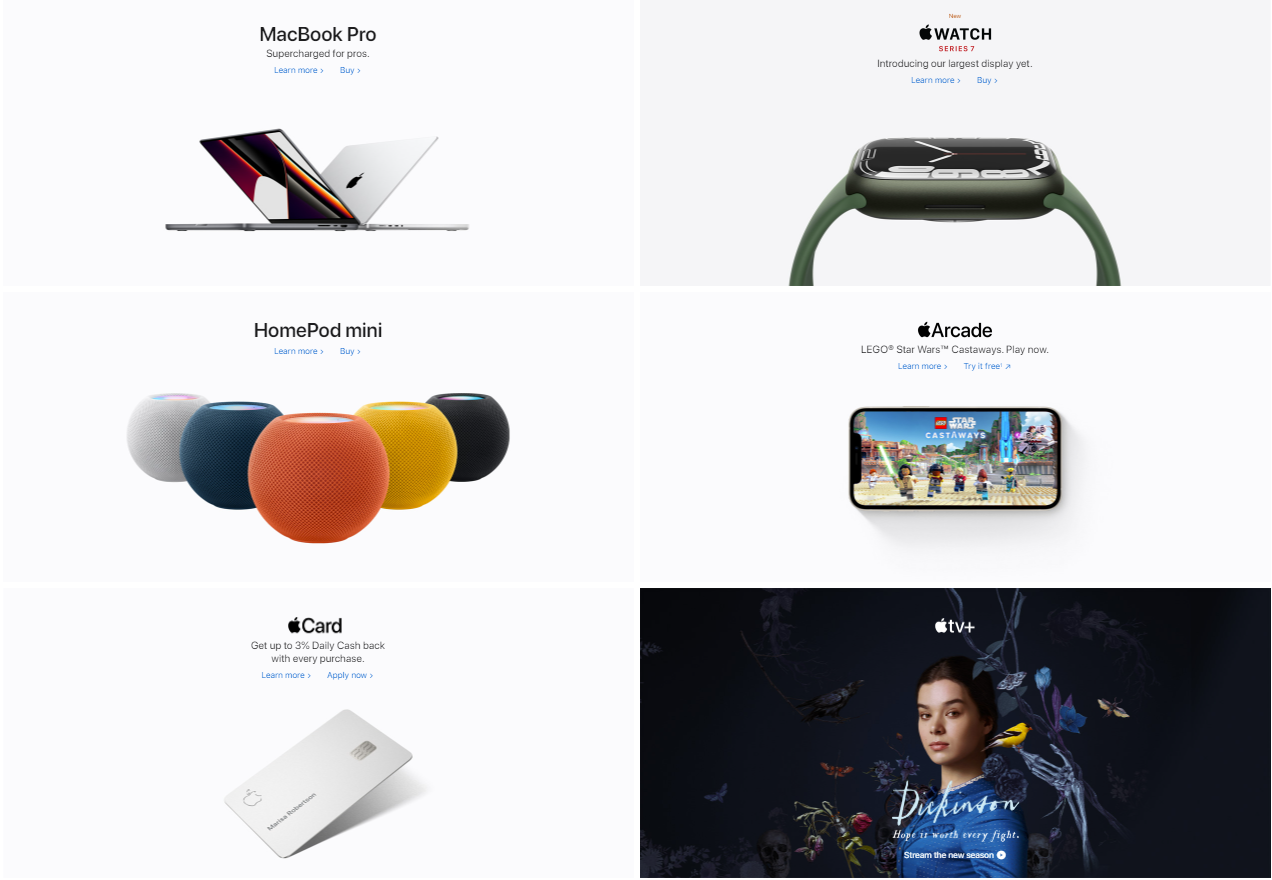 MacBook Pro
Supercharged for pros.
Learn more > Buy >
New
WATCH
SERIES 7
Introducing our largest display yet.
Learn more > Buy >
HomePod mini
Learn more > Buy >
Arcade
LEGO® Star Wars™ Castaways. Play now.
Learn more > Try it free¹ ↗
LEGO STAR WARS
CASTAWAYS
Card
Get up to 3% Daily Cash back
with every purchase.
Learn more > Apply now >
Marisa Robertson
tv+
Dickinson
Hope is worth every fight.
Stream the new season